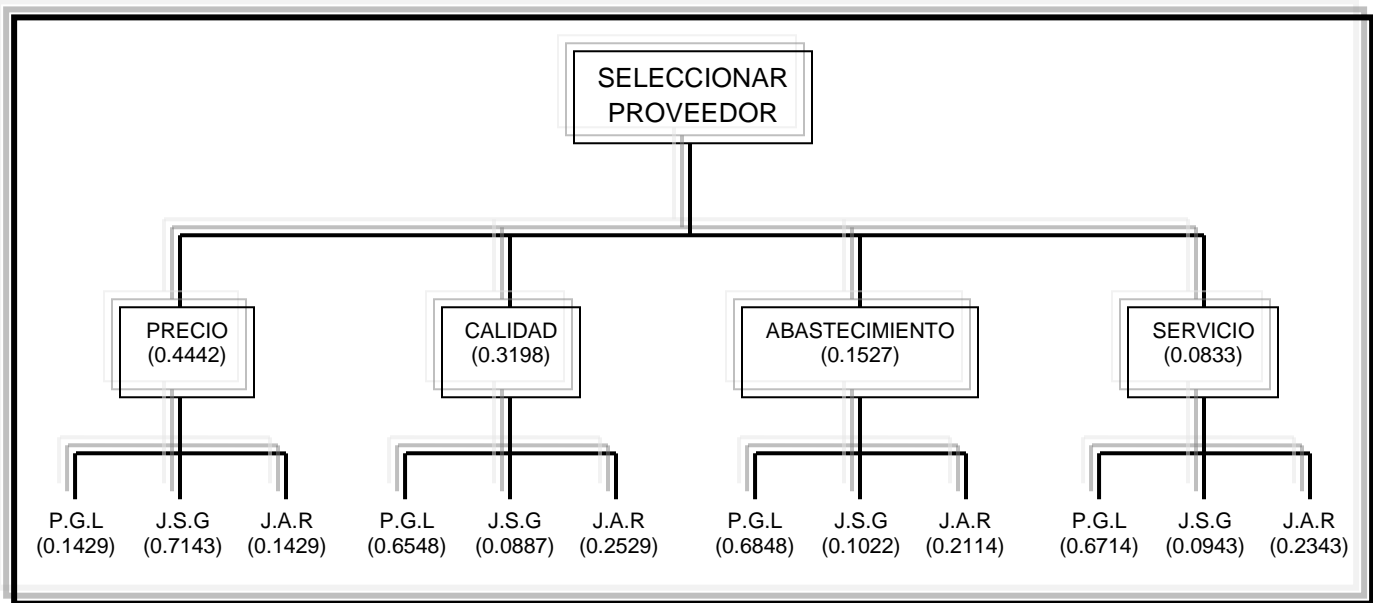 SELECCIONAR
PROVEEDOR
PRECIO
(0.4442)
CALIDAD
(0.3198)
ABASTECIMIENTO
(0.1527)
SERVICIO
(0.0833)
P.G.L J.S.G J.A.R
(0.1429) (0.7143) (0.1429)
P.G.L J.S.G J.A.R
(0.6548) (0.0887) (0.2529)
P.G.L J.S.G J.A.R
(0.6848) (0.1022) (0.2114)
P.G.L J.S.G J.A.R
(0.6714) (0.0943) (0.2343)